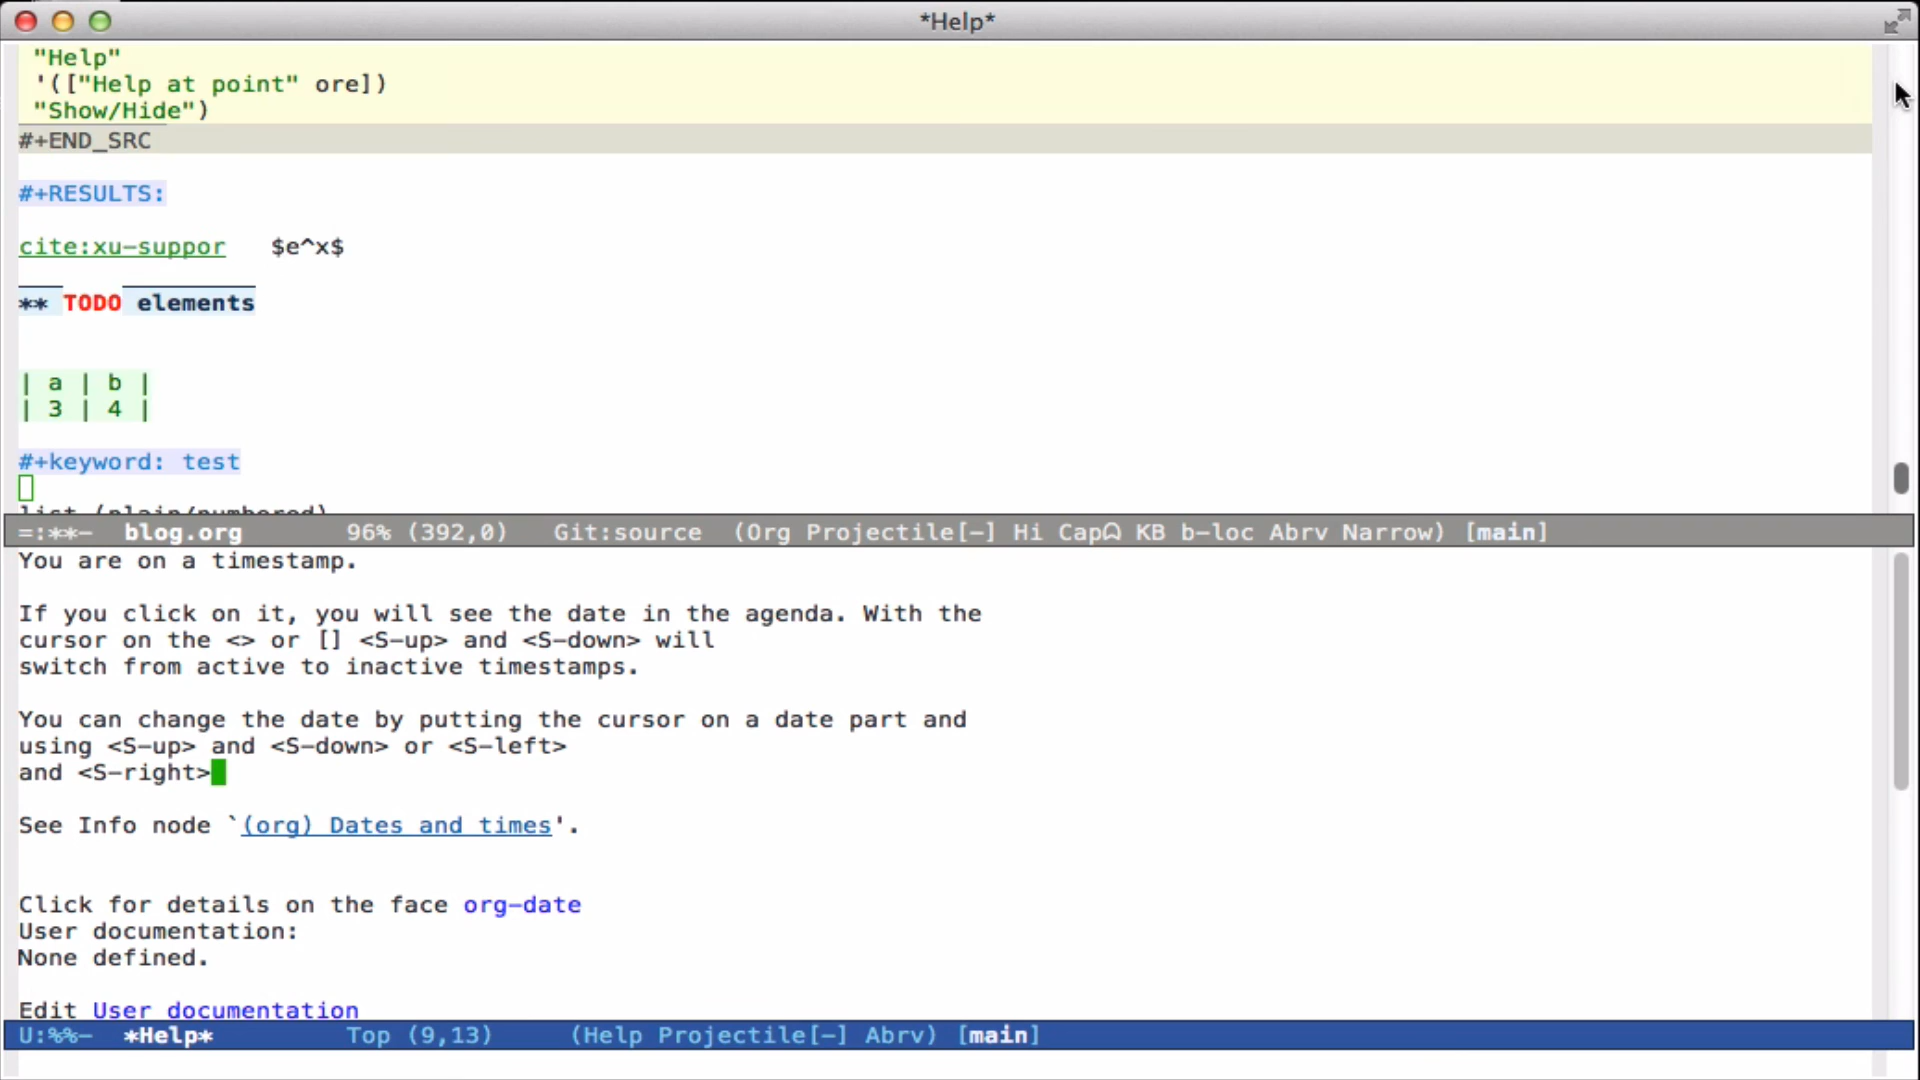 *Help*
"Help"
'(["Help at point" ore])
"Show/Hide")
#+END_SRC
#+RESULTS:
cite:xu-suppor   $e^x$
** TODO elements
| a | b |
| 3 | 4 |
#+keyword: test
list (plain/numbered)
=:**-  blog.org       96% (392,0)   Git:source  (Org Projectile[-] Hi CapᗣB KB b-loc Abrv Narrow) [main]
You are on a timestamp.
If you click on it, you will see the date in the agenda. With the
cursor on the <> or [] <S-up> and <S-down> will
switch from active to inactive timestamps.
You can change the date by putting the cursor on a date part and
using <S-up> and <S-down> or <S-left>
and <S-right>
See Info node `(org) Dates and times'.
Click for details on the face org-date
User documentation:
None defined.
Edit User documentation
U:%%-  *Help*         Top (9,13)     (Help Projectile[-] Abrv) [main]